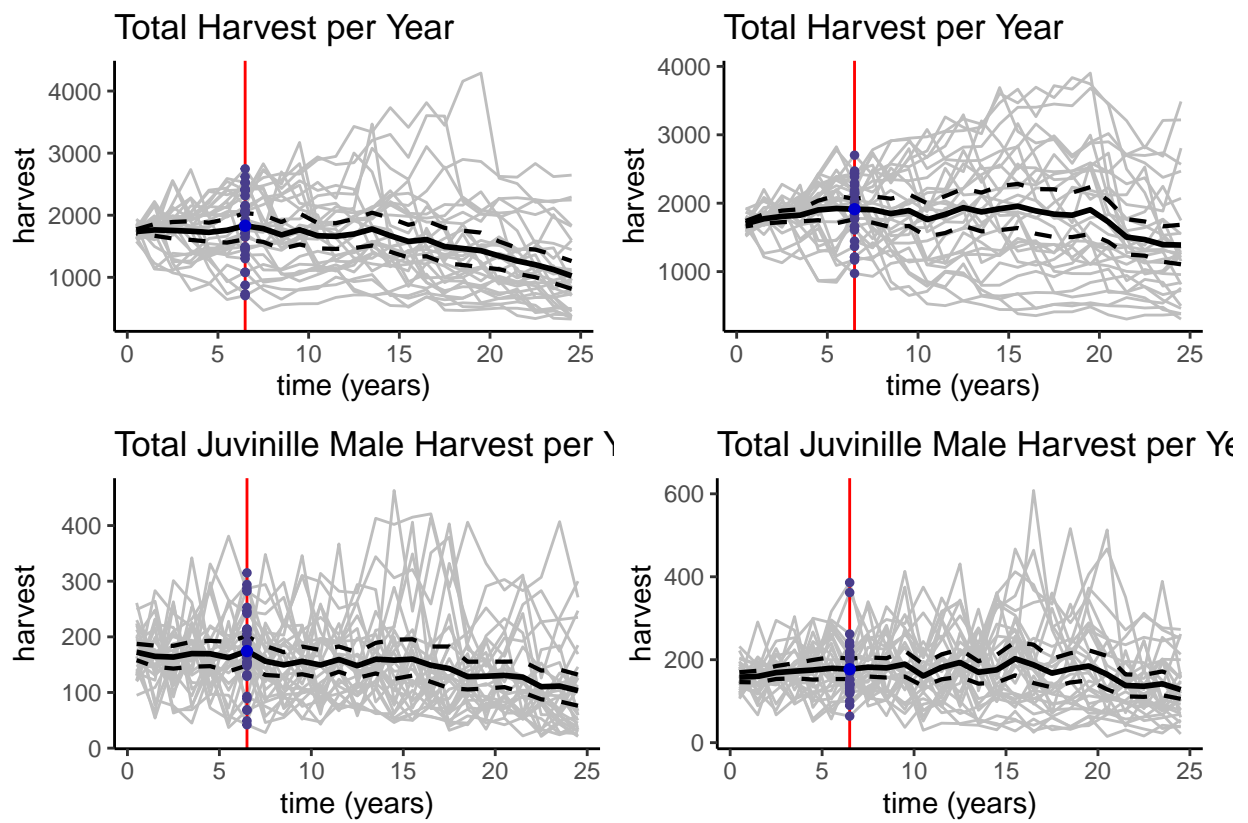 Total Harvest per Year
Total Harvest per Year
harvest
4000
3000
2000
1000
0 5 10 15 20 25
time (years)
harvest
4000
3000
2000
1000
0 5 10 15 20 25
time (years)
Total Juvinille Male Harvest per Y
Total Juvinille Male Harvest per Ye
harvest
400
300
200
100
0
0 5 10 15 20 25
time (years)
harvest
600
400
200
0
0 5 10 15 20 25
time (years)